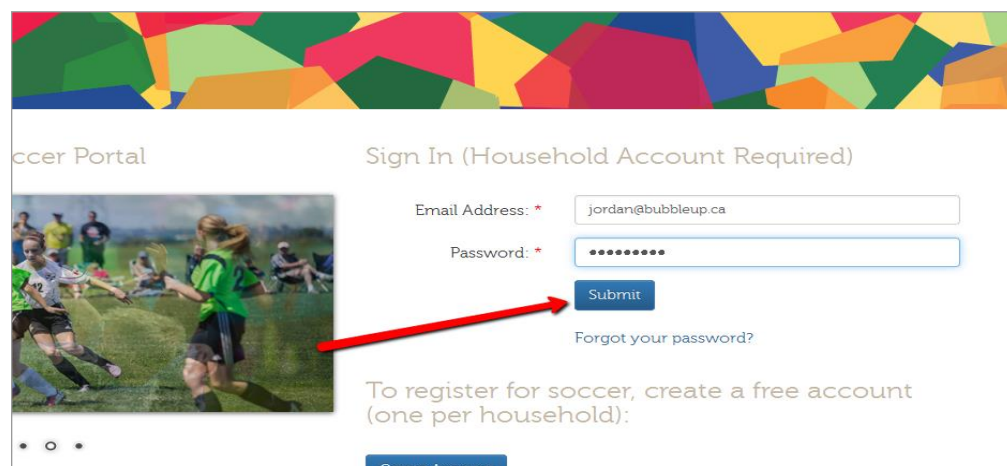 ccer Portal
Sign In (Household Account Required)
Email Address: *
jordan@bubbleup.ca
Password: *
•••••••••
Submit
Forgot your password?
To register for soccer, create a free account
(one per household):